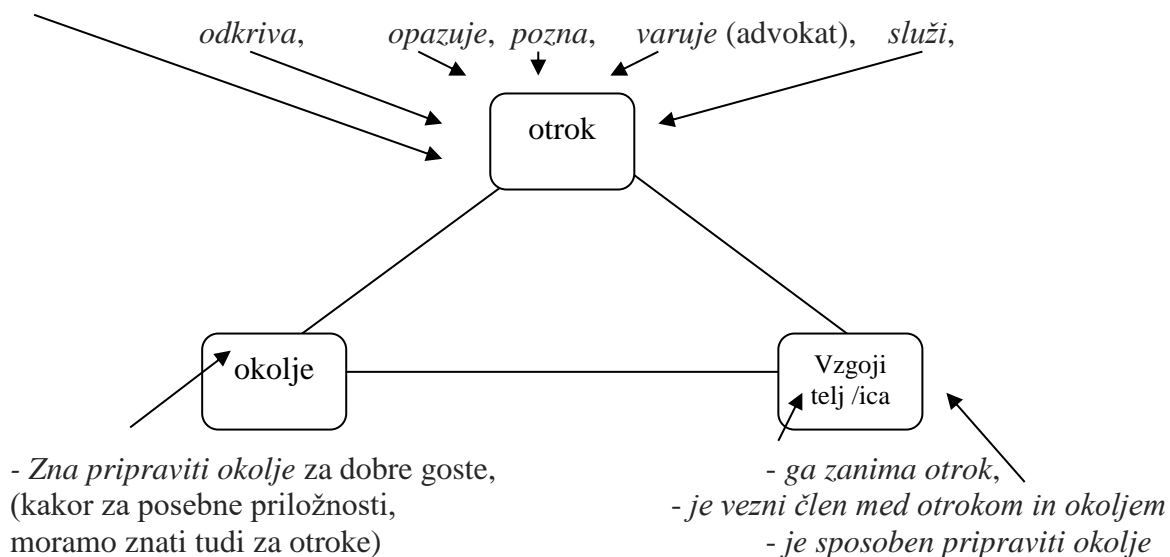 odkriva, opazuje, pozna, varuje (advokat), služi,
otrok
okolje
Vzgoji
telj /ica
- Zna pripraviti okolje za dobre goste,
(kakor za posebne priložnosti,
moramo znati tudi za otroke)
- ga zanima otrok,
- je vezni člen med otrokom in okoljem
- je sposoben pripraviti okolje